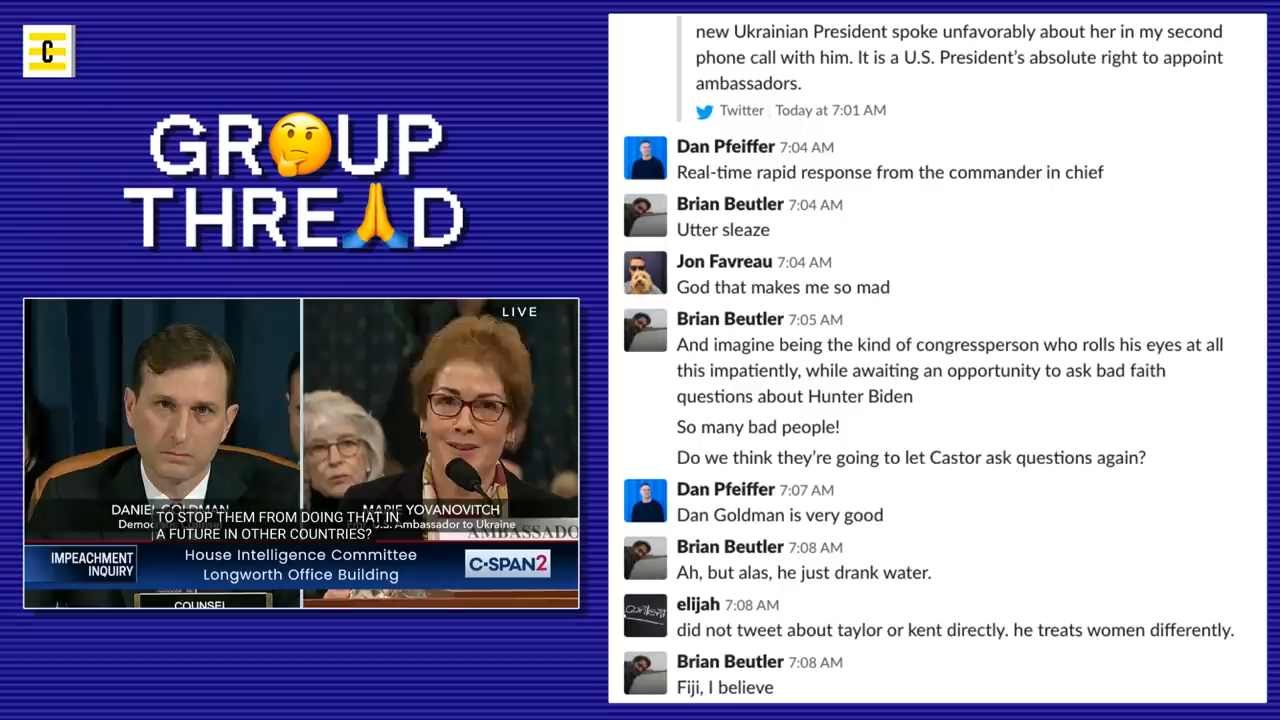 C
GR🤔UP
THRE🙏D
LIVE
DANIEL GOLDMAN
MARIE YOVANOVITCH
TO STOP THEM FROM DOING THAT IN
A FUTURE IN OTHER COUNTRIES?
Ambassador to Ukraine
AMBASSADO
IMPEACHMENT
INQUIRY
House Intelligence Committee
Longworth Office Building
C-SPAN2
COUNSEL
new Ukrainian President spoke unfavorably about her in my second
phone call with him. It is a U.S. President’s absolute right to appoint
ambassadors.
Twitter Today at 7:01 AM
Dan Pfeiffer 7:04 AM
Real-time rapid response from the commander in chief
Brian Beutler 7:04 AM
Utter sleaze
Jon Favreau 7:04 AM
God that makes me so mad
Brian Beutler 7:05 AM
And imagine being the kind of congressperson who rolls his eyes at all
this impatiently, while awaiting an opportunity to ask bad faith
questions about Hunter Biden
So many bad people!
Do we think they’re going to let Castor ask questions again?
Dan Pfeiffer 7:07 AM
Dan Goldman is very good
Brian Beutler 7:08 AM
Ah, but alas, he just drank water.
elijah 7:08 AM
did not tweet about taylor or kent directly. he treats women differently.
Brian Beutler 7:08 AM
Fiji, I believe